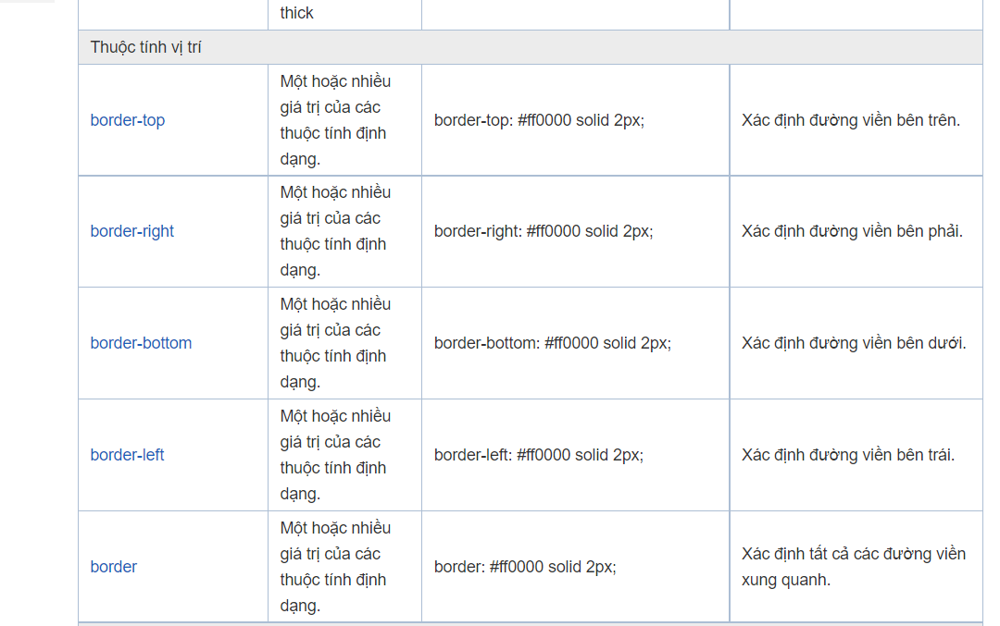 thick
Thuộc tính vị trí
border-top
Một hoặc nhiều
giá trị của các
thuộc tính định
dạng.
border-top: #ff0000 solid 2px;
Xác định đường viền bên trên.
border-right
Một hoặc nhiều
giá trị của các
thuộc tính định
dạng.
border-right: #ff0000 solid 2px;
Xác định đường viền bên phải.
border-bottom
Một hoặc nhiều
giá trị của các
thuộc tính định
dạng.
border-bottom: #ff0000 solid 2px;
Xác định đường viền bên dưới.
border-left
Một hoặc nhiều
giá trị của các
thuộc tính định
dạng.
border-left: #ff0000 solid 2px;
Xác định đường viền bên trái.
border
Một hoặc nhiều
giá trị của các
thuộc tính định
dạng.
border: #ff0000 solid 2px;
Xác định tất cả các đường viền
xung quanh.